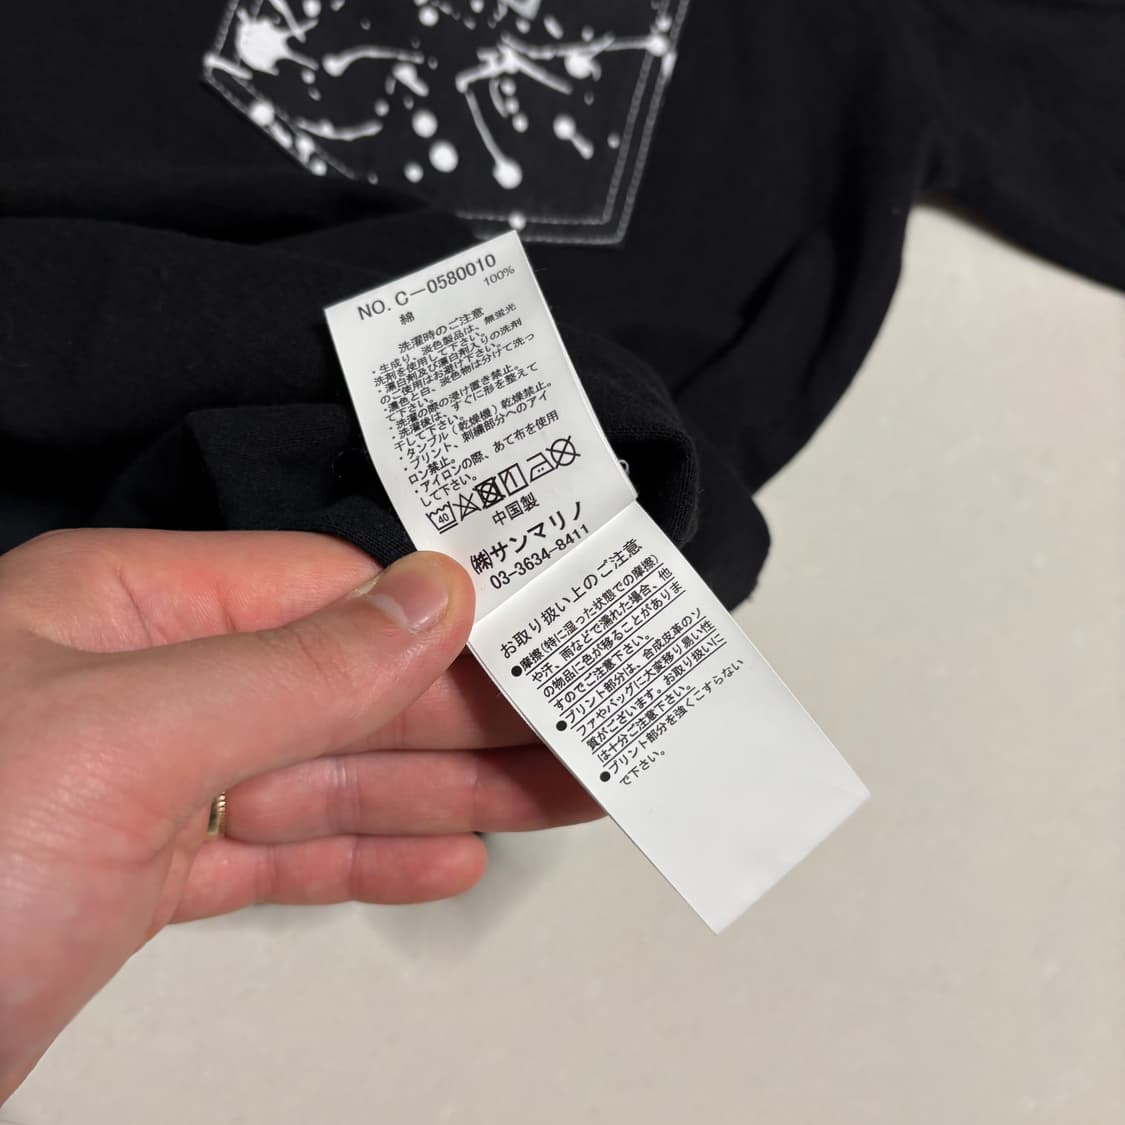 NO. C-0580010
綿 100%
洗濯時のご注意
・生成り、淡色製品は、無蛍光
洗剤を使用して下さい。
・漂白剤及び漂白剤入りの洗剤
のご使用はお避け下さい。
・濃色と白、淡色物は分けて洗っ
て下さい。
・洗濯の際の浸け置き禁止。
・洗濯後は、すぐに形を整えて
干して下さい。
・タンブル(乾燥機)乾燥禁止。
・プリント、刺繍部分へのアイ
ロン禁止。
・アイロンの際、あて布を使用
して下さい。
40
中国製
㈱サンマリノ
03-3634-8411
お取り扱い上のご注意
●摩擦(特に湿った状態での摩擦)
や汗、雨などで濡れた場合、他
の物品に色が移ることがありま
すのでご注意下さい。
●プリント部分は、合成皮革のソ
ファやバッグに大変移り易い性
質がございます。お取り扱いに
は十分ご注意下さい。
●プリント部分を強くこすらない
で下さい。